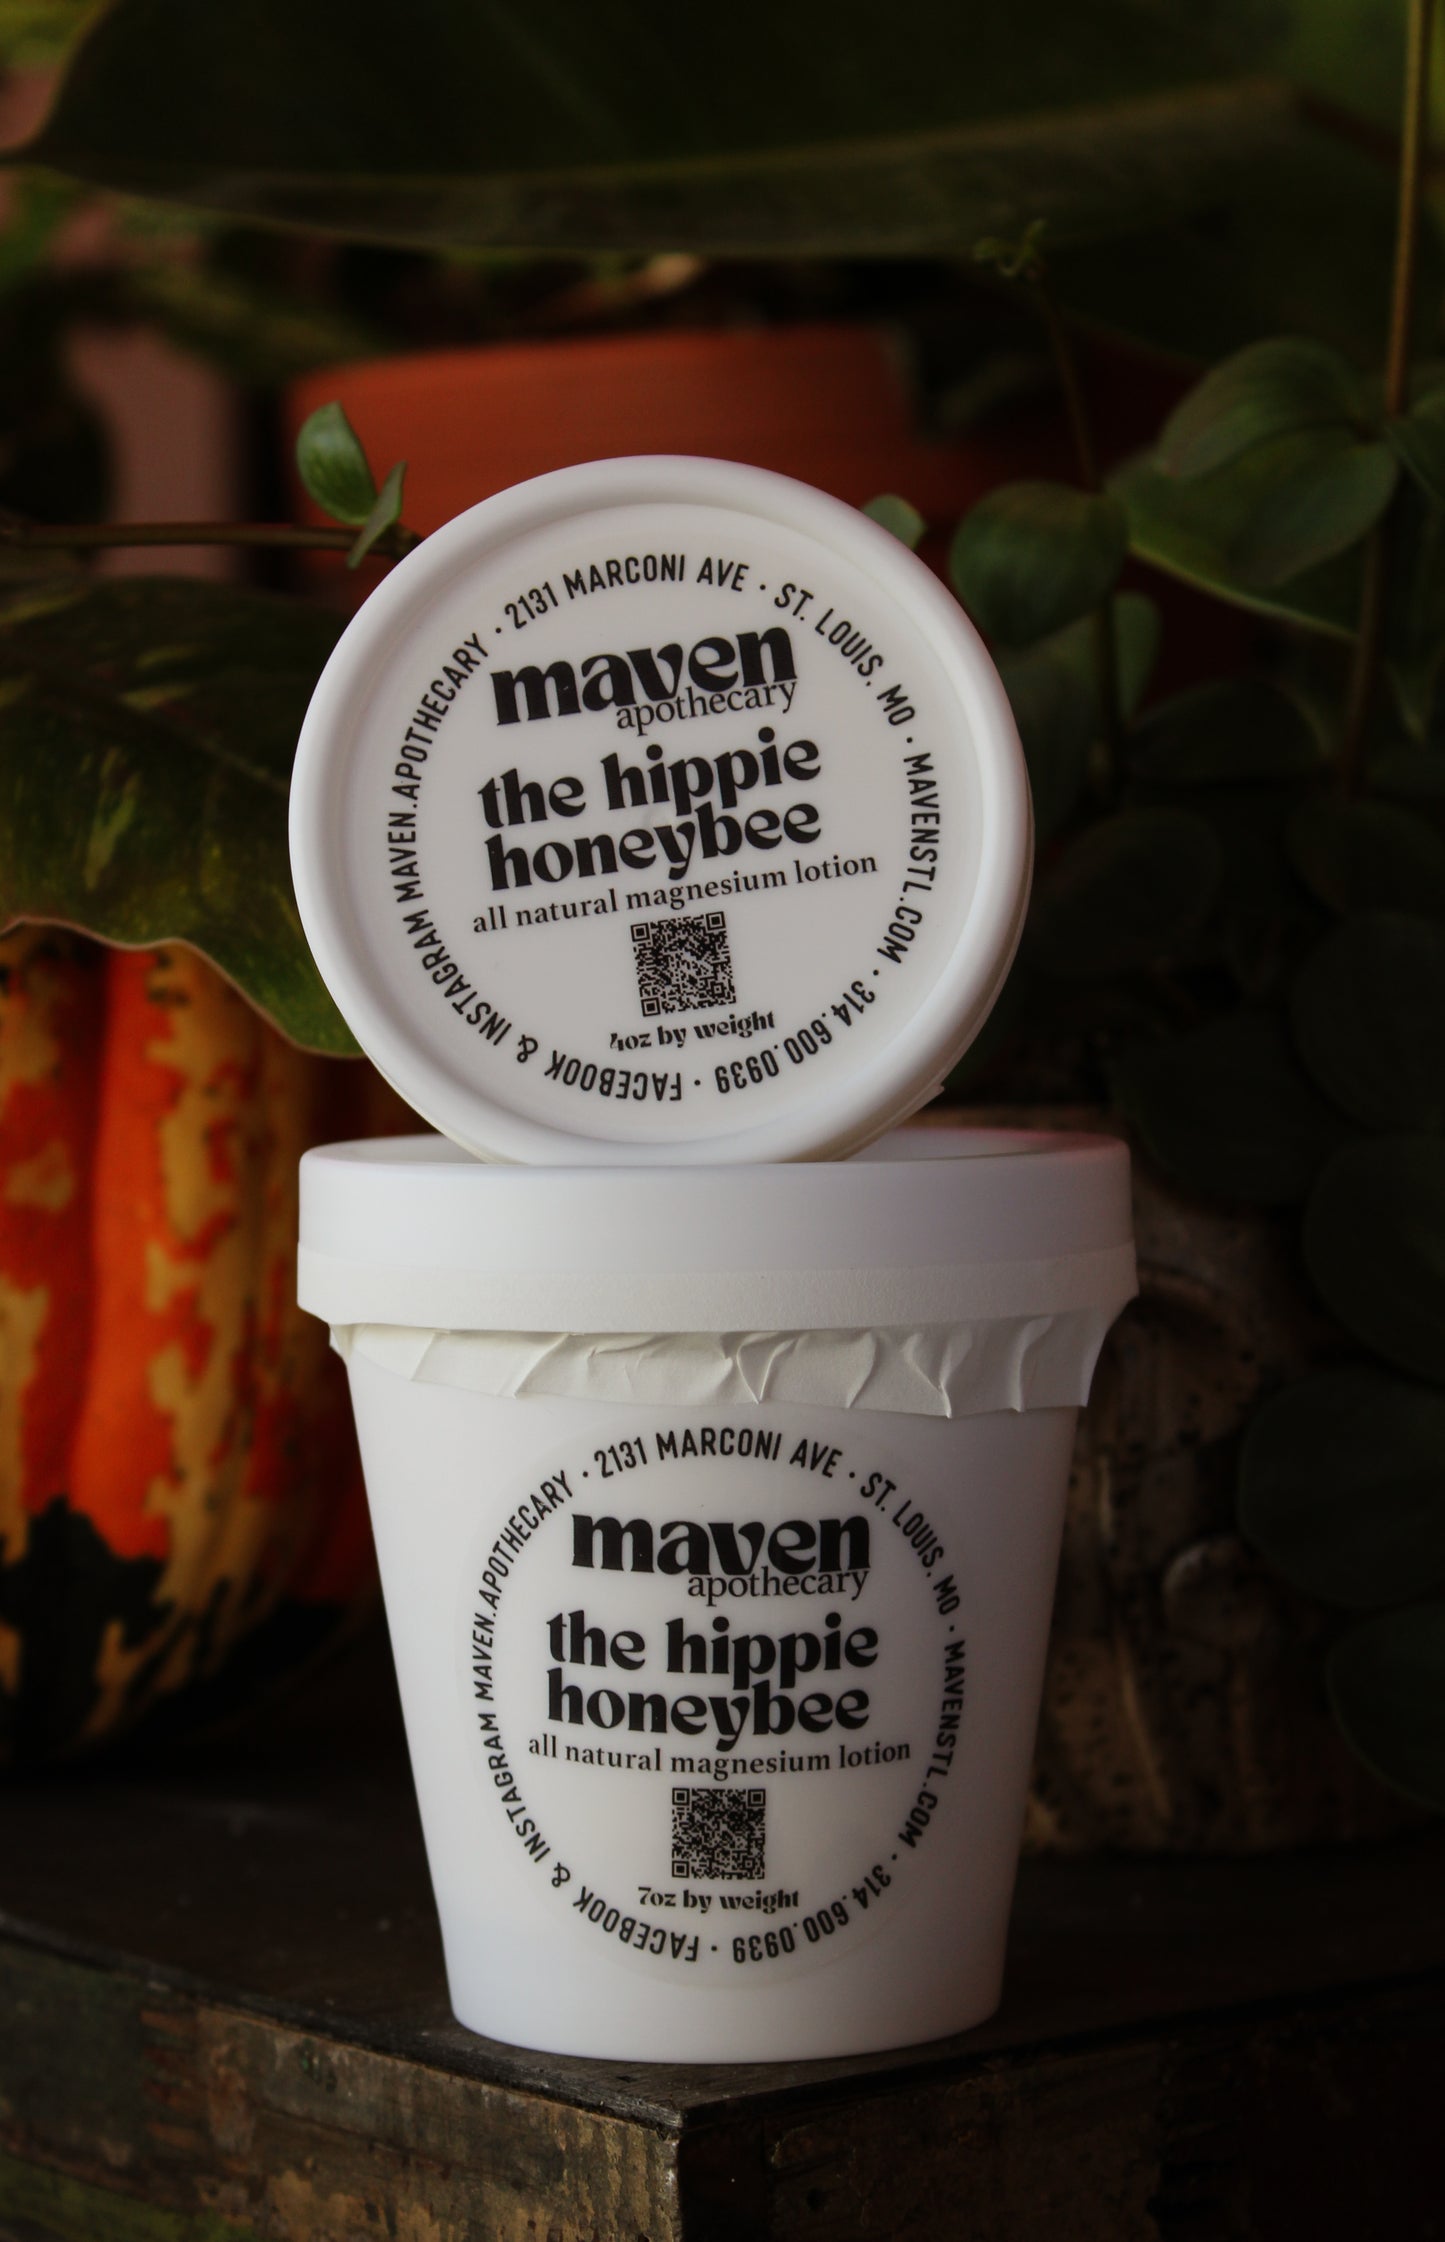 2131 MARCONI AVE · ST. LOUIS, MO · MAVENSTL.COM · 314.600.0939 · FACEBOOK & INSTAGRAM MAVEN.APOTHECARY ·
maven
apothecary
the hippie
honeybee
all natural magnesium lotion
4oz by weight
2131 MARCONI AVE · ST. LOUIS, MO · MAVENSTL.COM · 314.600.0939 · FACEBOOK & INSTAGRAM MAVEN.APOTHECARY ·
maven
apothecary
the hippie
honeybee
all natural magnesium lotion
7oz by weight